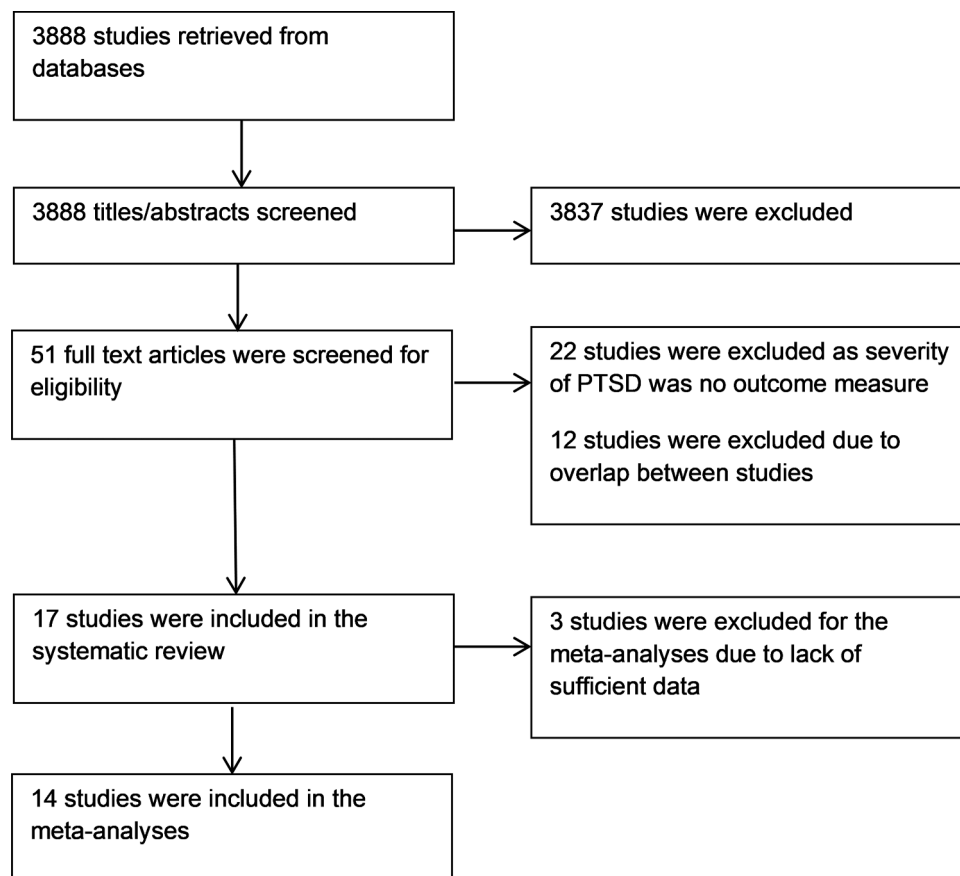 3888 studies retrieved from
databases
3888 titles/abstracts screened
3837 studies were excluded
51 full text articles were screened for
eligibility
22 studies were excluded as severity
of PTSD was no outcome measure
12 studies were excluded due to
overlap between studies
17 studies were included in the
systematic review
3 studies were excluded for the
meta-analyses due to lack of
sufficient data
14 studies were included in the
meta-analyses